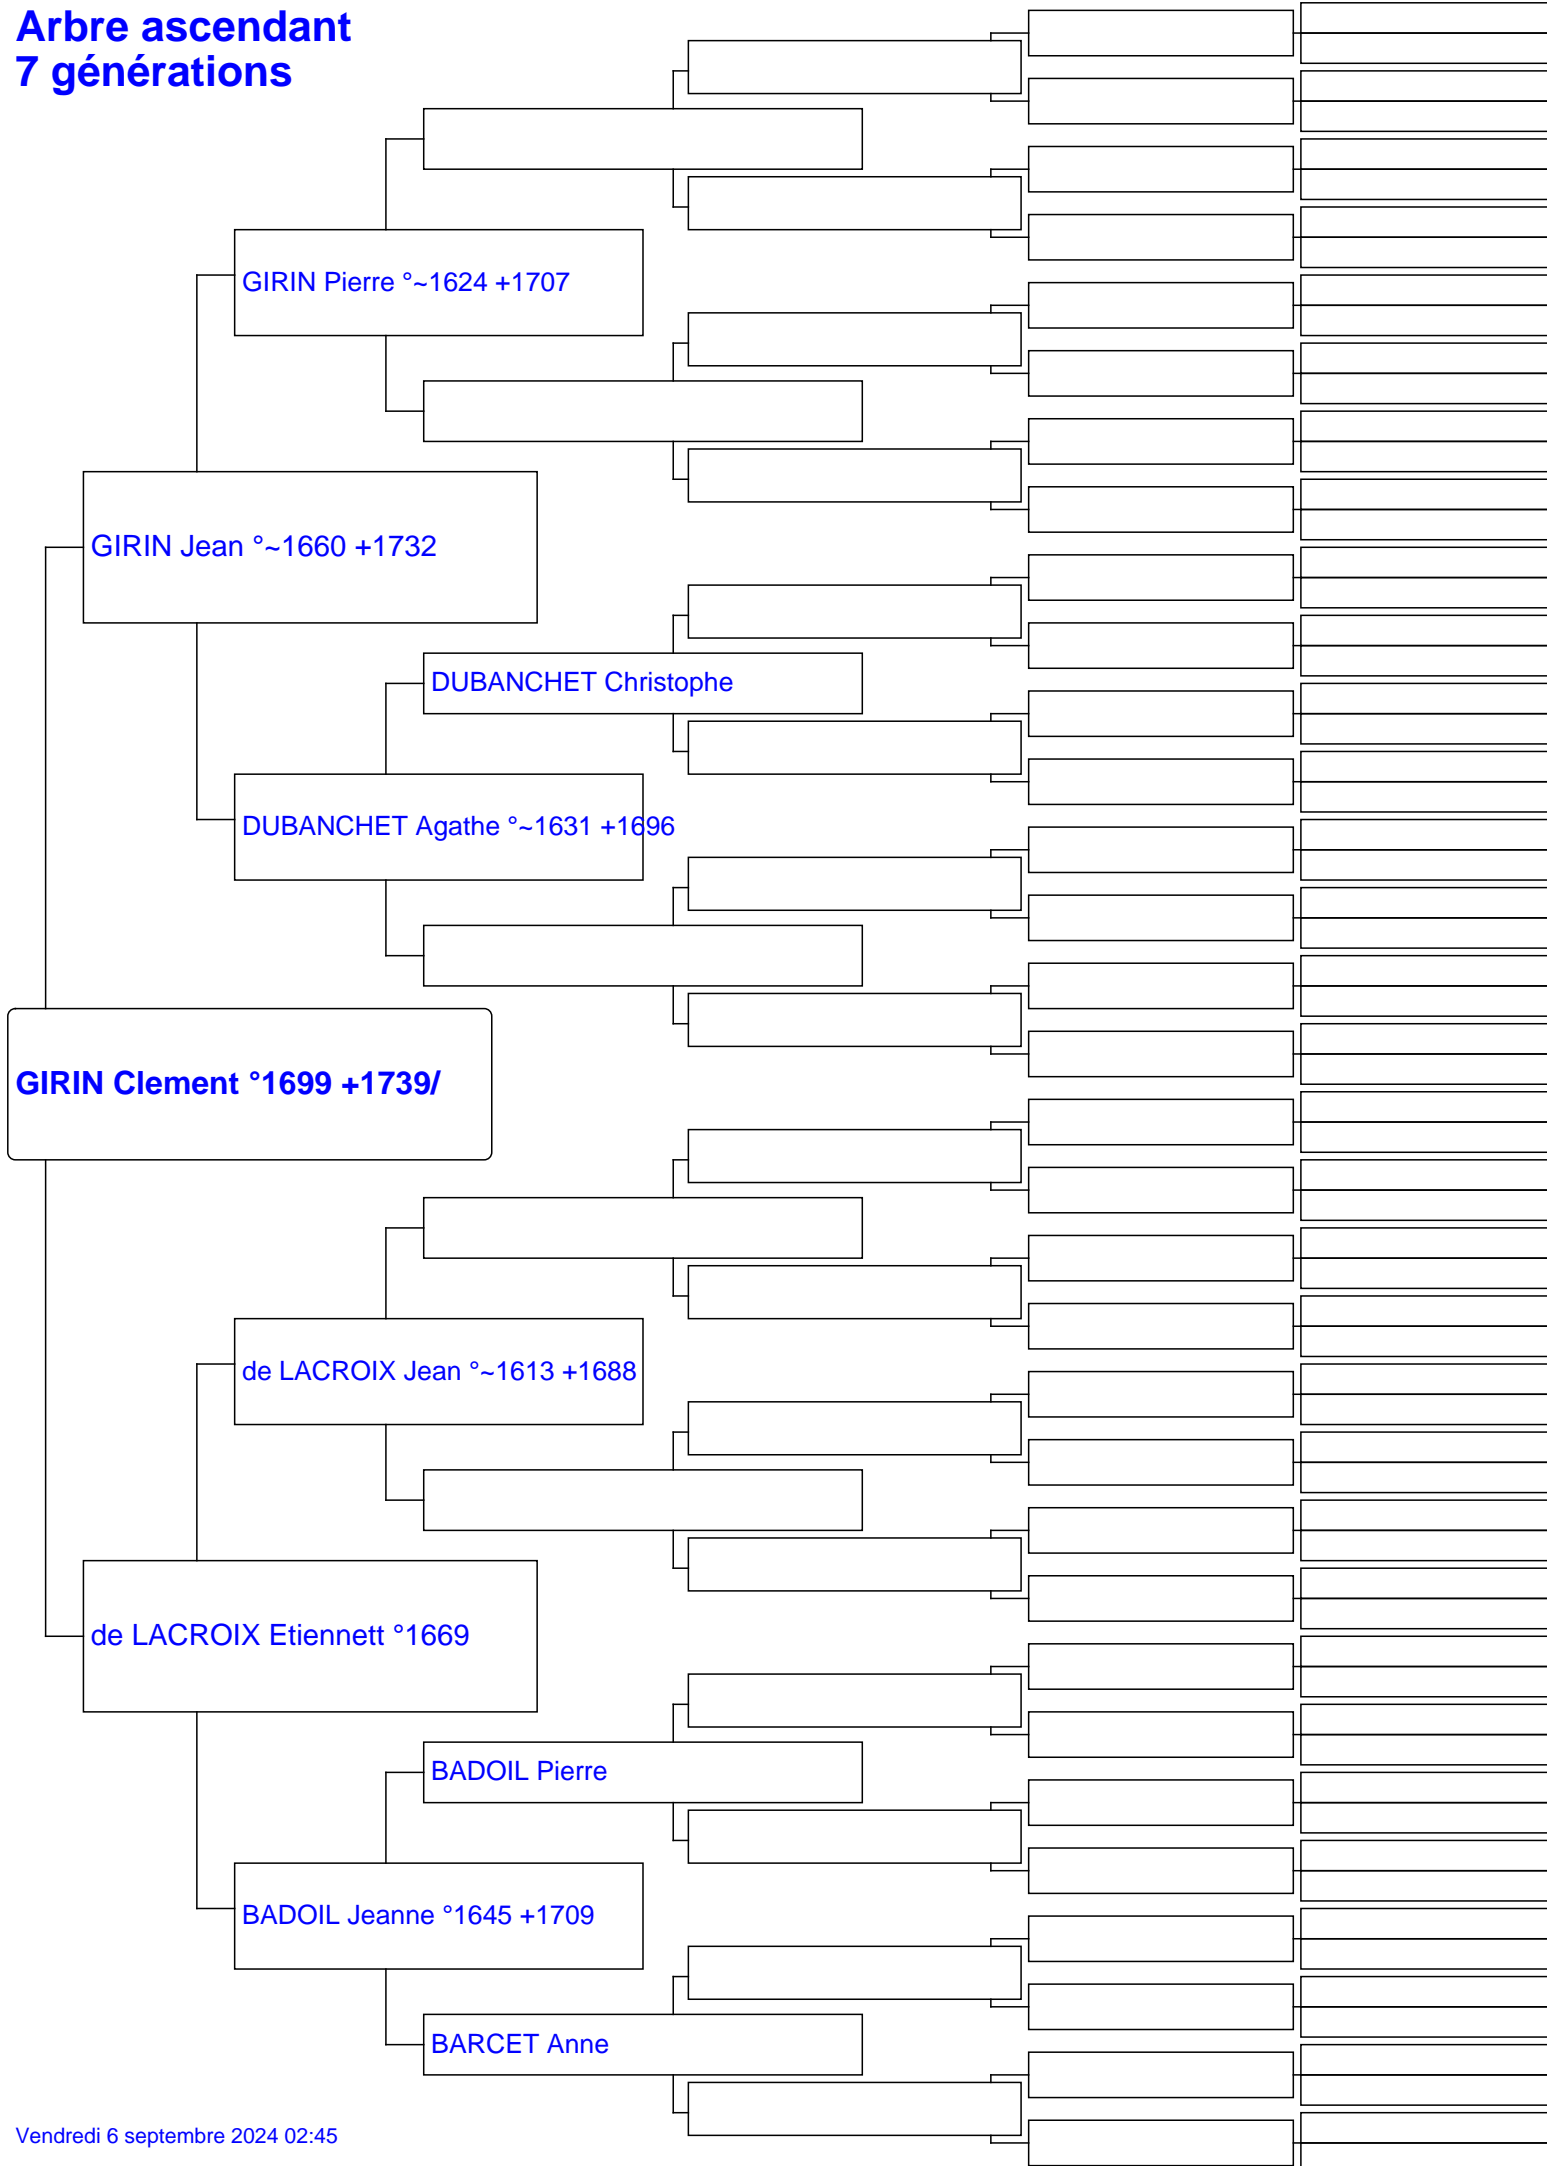 Arbre ascendant
7 générations
GIRIN Pierre °~1624 +1707
GIRIN Jean °~1660 +1732
DUBANCHET Christophe
DUBANCHET Agathe °~1631 +1696
GIRIN Clement °1699 +1739/
de LACROIX Jean °~1613 +1688
de LACROIX Etiennett °1669
BADOIL Pierre
BADOIL Jeanne °1645 +1709
BARCET Anne
Vendredi 6 septembre 2024 02:45